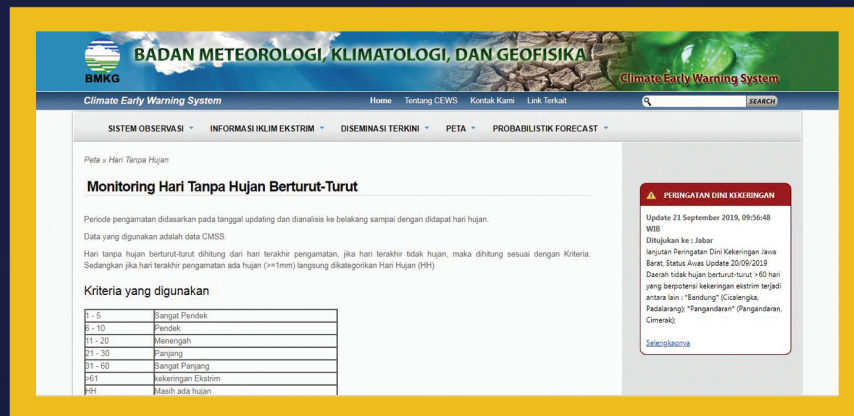 BADAN METEOROLOGI, KLIMATOLOGI, DAN GEOFISIKA
BMKG
Climate Early Warning System
Climate Early Warning System
Home Tentang CEWS Kontak Kami Link Terkait
SEARCH
SISTEM OBSERVASI INFORMASI IKLIM EKSTRIM DISEMINASI TERKINI PETA PROBABILISTIK FORECAST
Peta » Hari Tanpa Hujan
Monitoring Hari Tanpa Hujan Berturut-Turut
Periode pengamatan didasarkan pada tanggal updating dan dianalisis ke belakang sampai dengan didapat hari hujan.
Data yang digunakan adalah data CMSS.
Hari tanpa hujan berturut-turut dihitung dari hari terakhir pengamatan, jika hari terakhir tidak hujan, maka dihitung sesuai dengan Kriteria.
Sedangkan jika hari terakhir pengamatan ada hujan (>=1mm) langsung dikategorikan Hari Hujan (HH)
Kriteria yang digunakan
1 - 5 Sangat Pendek
6 - 10 Pendek
11 - 20 Menengah
21 - 30 Panjang
31 - 60 Sangat Panjang
>61 kekeringan Ekstrim
HH Masih ada hujan
PERINGATAN DINI KEKERINGAN
Update 21 September 2019, 09:56:48
WIB
Ditujukan ke : Jabar
lanjutan Peringatan Dini Kekeringan Jawa
Barat, Status Awas Update 20/09/2019
Daerah tidak hujan berturut-turut >60 hari
yang berpotensi kekeringan ekstrim terjadi
antara lain : *Bandung* (Cicalengka,
Padalarang); *Pangandaran* (Pangandaran,
Cimerak);
Selengkapnya